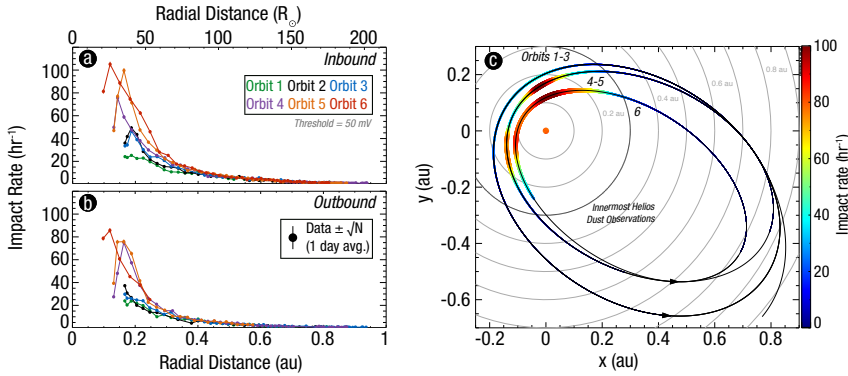 Radial Distance (R☉)
0 50 100 150 200
a
Inbound
Orbit 1 Orbit 2 Orbit 3
Orbit 4 Orbit 5 Orbit 6
Threshold = 50 mV
100
80
60
40
20
0
Impact Rate (hr⁻¹)
b
Outbound
Data ± √N
(1 day avg.)
100
80
60
40
20
0
0 0.2 0.4 0.6 0.8 1
Radial Distance (au)
c
Orbits 1-3
4-5
6
0.2 au
0.4 au
0.6 au
0.8 au
Innermost Helios
Dust Observations
0.2
0
-0.2
-0.4
-0.6
y (au)
-0.2 0 0.2 0.4 0.6 0.8
x (au)
100
80
60
40
20
0
Impact rate (hr⁻¹)